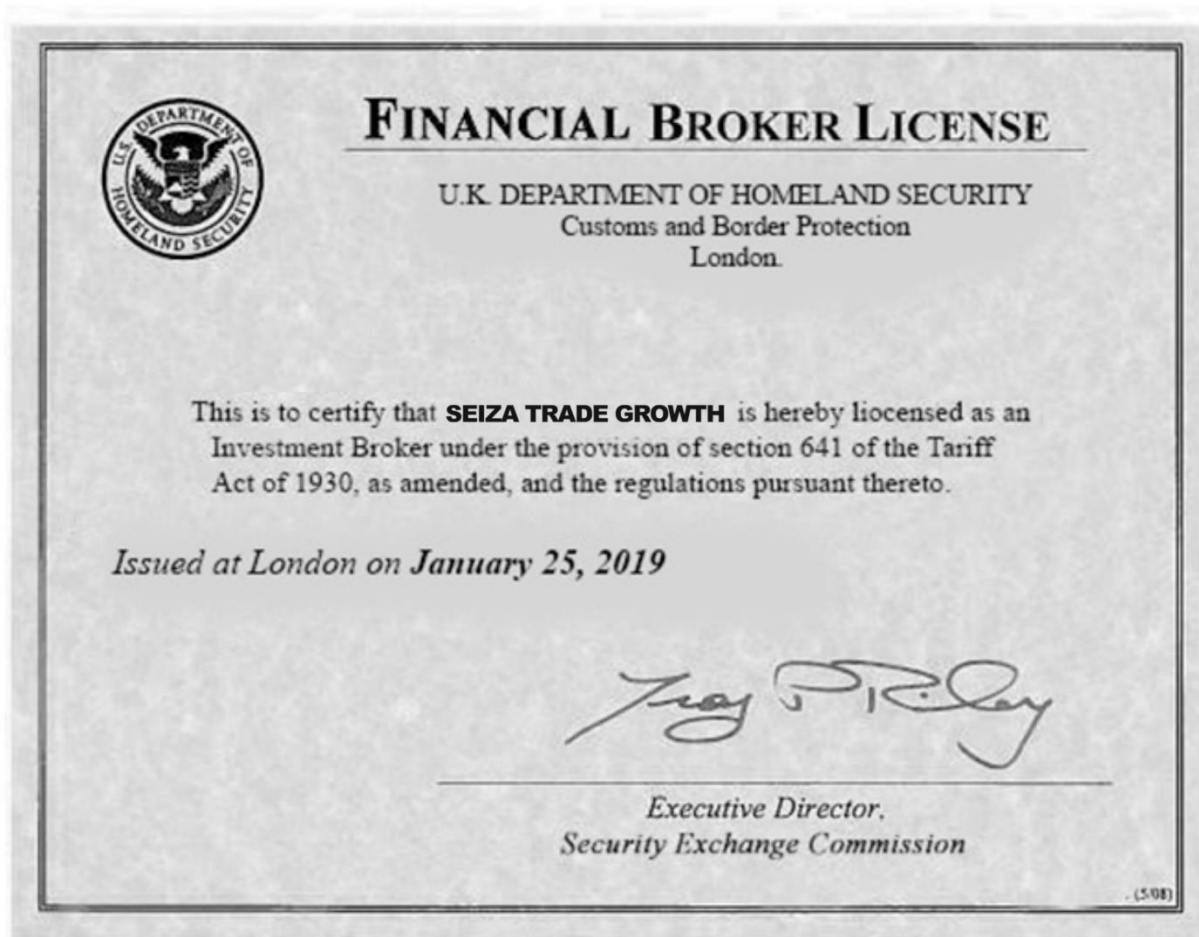 U.S. DEPARTMENT OF HOMELAND SECURITY
FINANCIAL BROKER LICENSE
U.K. DEPARTMENT OF HOMELAND SECURITY
Customs and Border Protection
London.
This is to certify that SEIZA TRADE GROWTH is hereby liocensed as an
Investment Broker under the provision of section 641 of the Tariff
Act of 1930, as amended, and the regulations pursuant thereto.
Issued at London on January 25, 2019
Troy P Riley
Executive Director.
Security Exchange Commission
. (5/08)